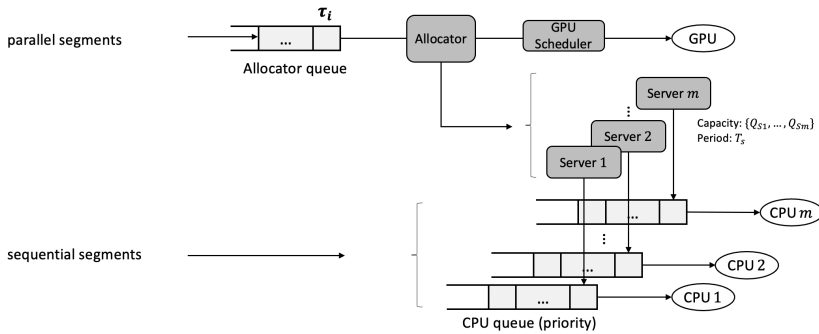 τᵢ
parallel segments
...
Allocator
GPU
Scheduler
GPU
Allocator queue
Server m
...
Capacity: {Q_S1, ..., Q_Sm}
Period: T_s
Server 2
Server 1
...
CPU m
...
sequential segments
...
CPU 2
...
CPU 1
CPU queue (priority)